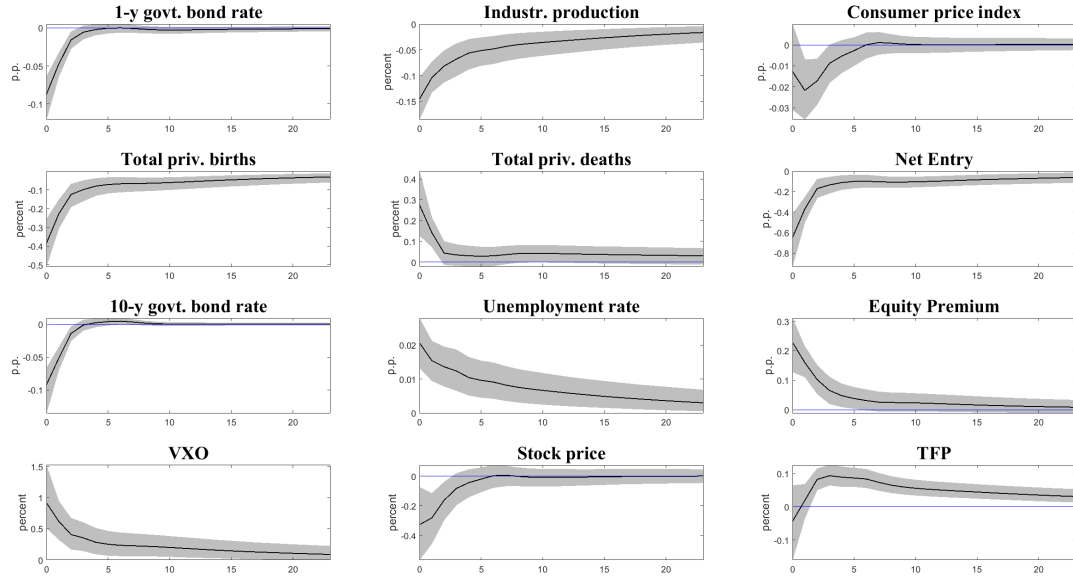 1-y govt. bond rate
p.p.
0
-0.05
-0.1
0 5 10 15 20
Industr. production
percent
-0.05
-0.1
-0.15
0 5 10 15 20
Consumer price index
p.p.
0
-0.01
-0.02
-0.03
0 5 10 15 20
Total priv. births
percent
-0.1
-0.2
-0.3
-0.4
-0.5
0 5 10 15 20
Total priv. deaths
percent
0.4
0.3
0.2
0.1
0
0 5 10 15 20
Net Entry
p.p.
0
-0.2
-0.4
-0.6
-0.8
0 5 10 15 20
10-y govt. bond rate
p.p.
0
-0.05
-0.1
0 5 10 15 20
Unemployment rate
p.p.
0.02
0.01
0
0 5 10 15 20
Equity Premium
p.p.
0.3
0.2
0.1
0
0 5 10 15 20
VXO
percent
1.5
1
0.5
0
0 5 10 15 20
Stock price
percent
0
-0.2
-0.4
0 5 10 15 20
TFP
percent
0.1
0
-0.1
0 5 10 15 20